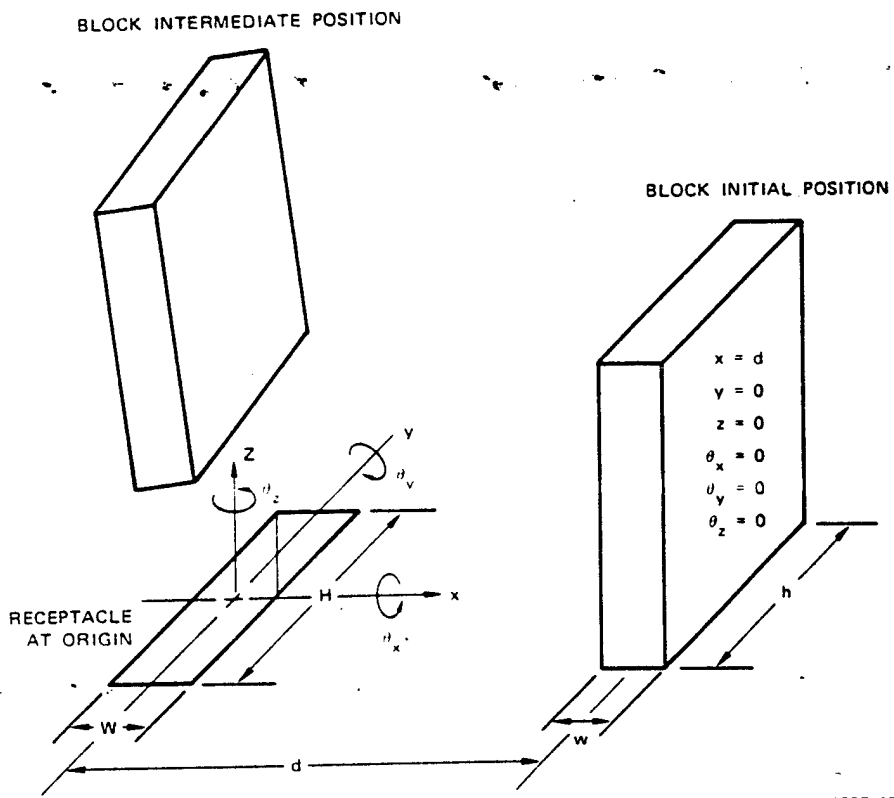 BLOCK INTERMEDIATE POSITION
BLOCK INITIAL POSITION
x = d
y = 0
z = 0
θx = 0
θy = 0
θz = 0
Z
θz
y
θy
H
x
θx
RECEPTACLE
AT ORIGIN
h
W
w
d